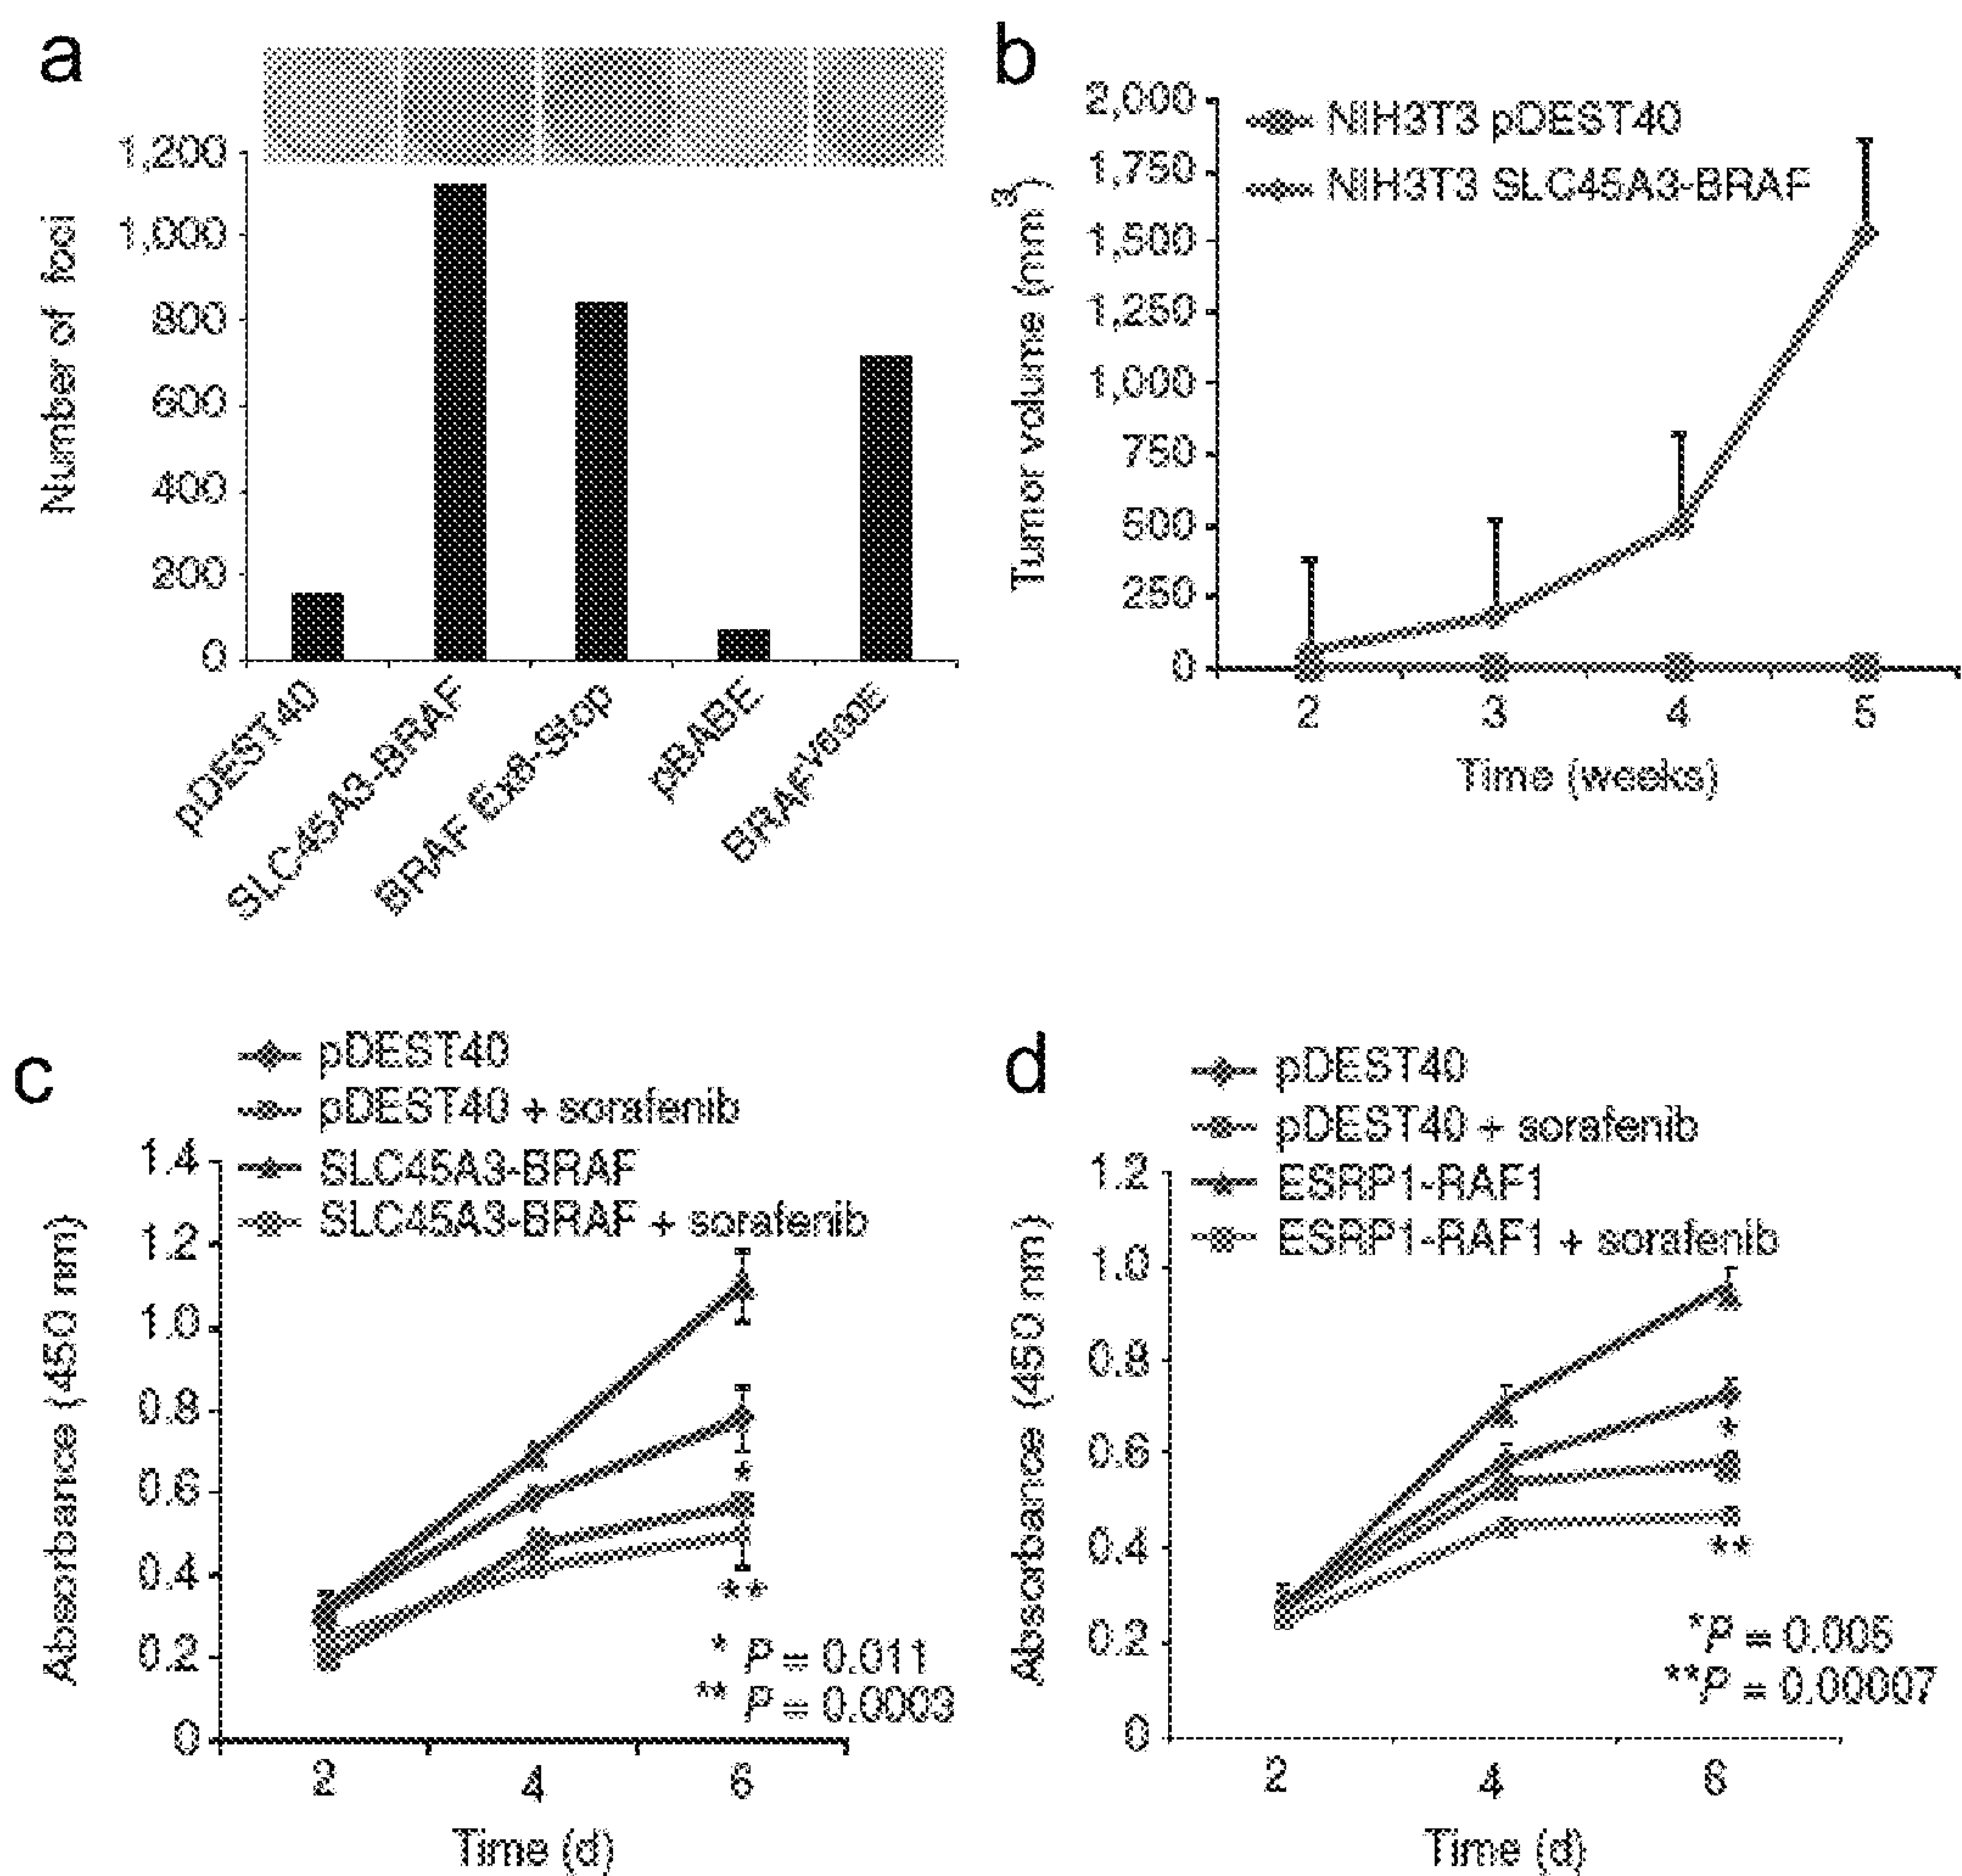 a
1,200
1,000
800
600
400
200
0
Number of foci
pDEST40
SLC45A3-BRAF
BRAF Ex8-Stop
pBABE
BRAFV600E
b
2,000
1,750
1,500
1,250
1,000
750
500
250
0
Tumor volume (mm3)
NIH3T3 pDEST40
NIH3T3 SLC45A3-BRAF
2 3 4 5
Time (weeks)
c
pDEST40
pDEST40 + sorafenib
SLC45A3-BRAF
SLC45A3-BRAF + sorafenib
1.4
1.2
1.0
0.8
0.6
0.4
0.2
0
Absorbance (450 nm)
*
**
* P = 0.011
** P = 0.0003
2 4 6
Time (d)
d
pDEST40
pDEST40 + sorafenib
ESRP1-RAF1
ESRP1-RAF1 + sorafenib
1.2
1.0
0.8
0.6
0.4
0.2
0
Absorbance (450 nm)
*
**
*P = 0.005
**P = 0.00007
2 4 6
Time (d)